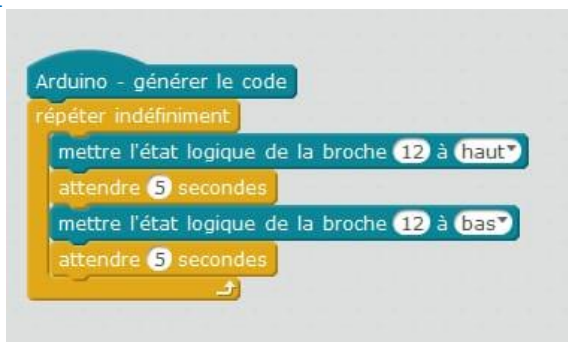 Arduino - générer le code
répéter indéfiniment
mettre l'état logique de la broche 12 à haut
attendre 5 secondes
mettre l'état logique de la broche 12 à bas
attendre 5 secondes